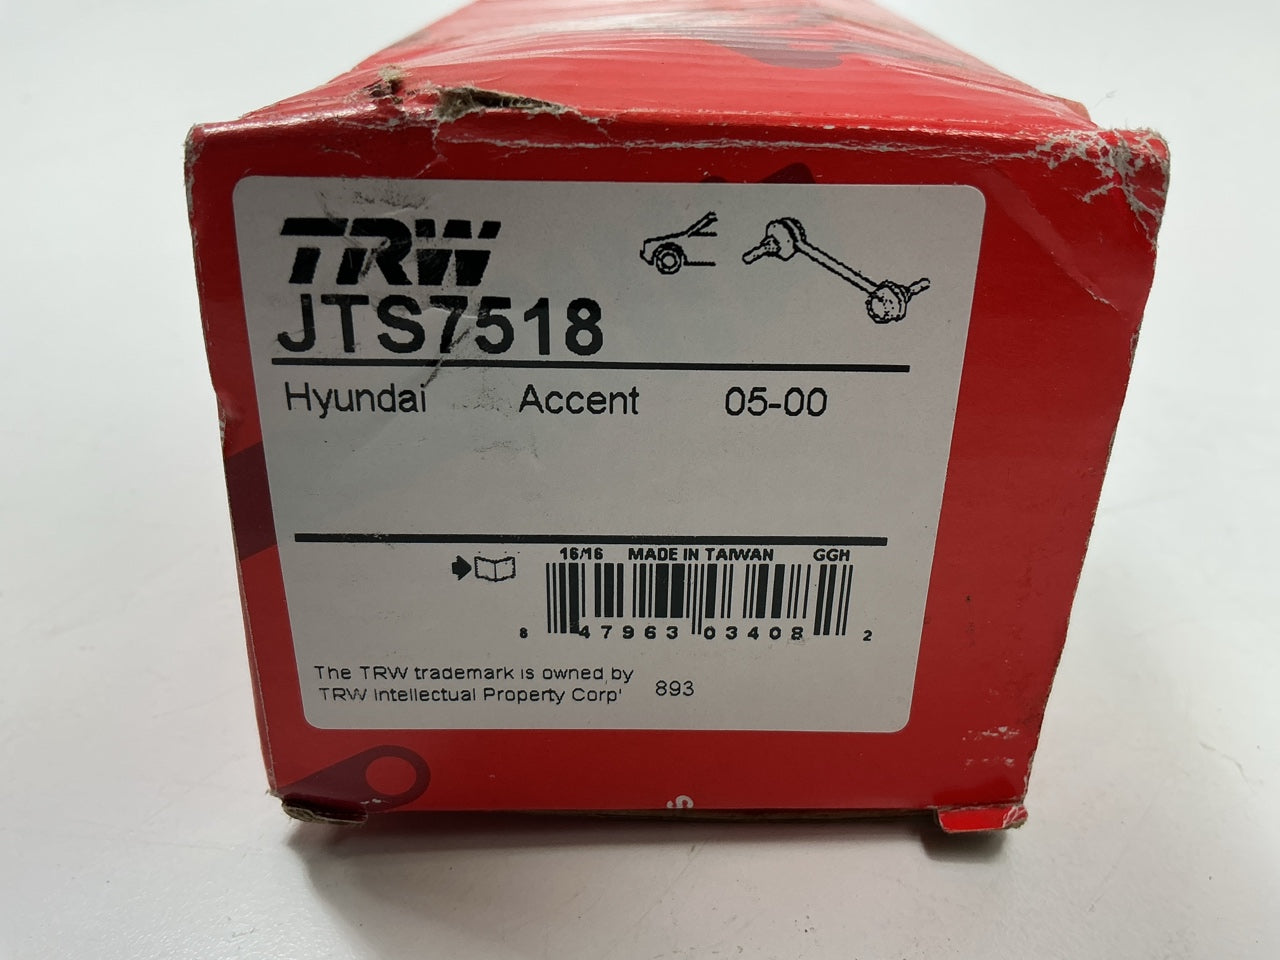 TRW
JTS7518
Hyundai Accent 05-00
16/16 MADE IN TAIWAN GGH
8 47963 03408 2
The TRW trademark is owned by
TRW Intellectual Property Corp' 893
S